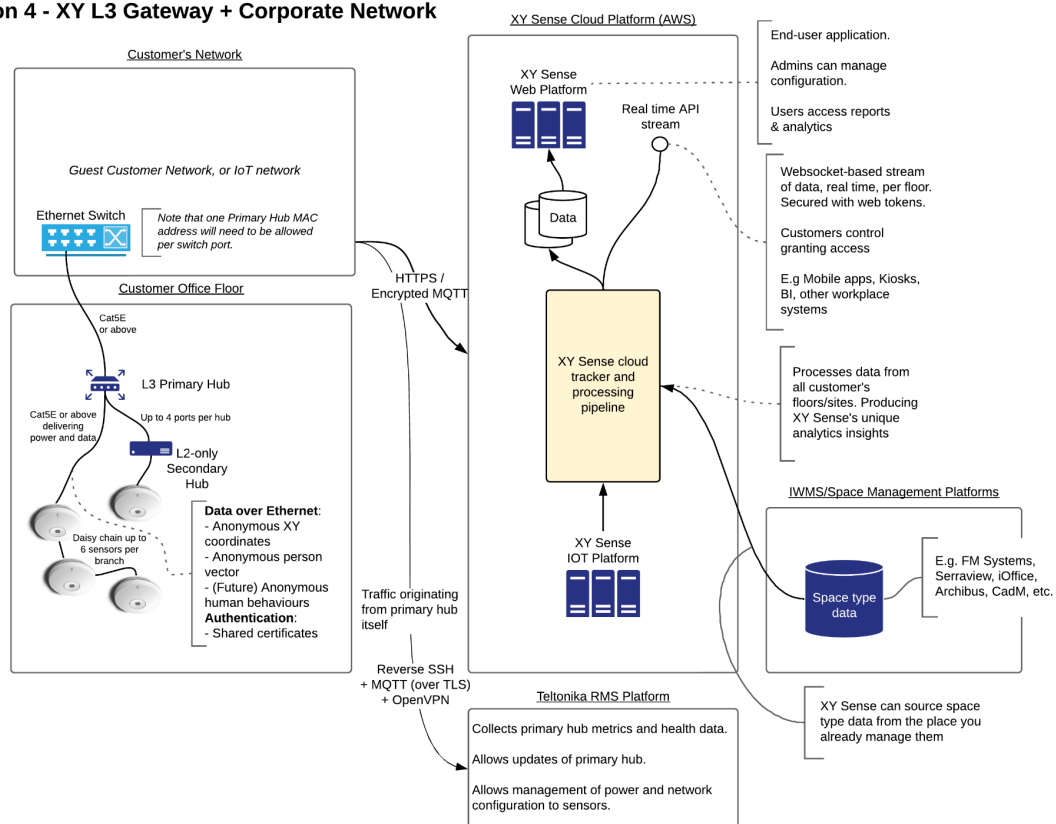 on 4 - XY L3 Gateway + Corporate Network
Customer's Network
Guest Customer Network, or IoT network
Ethernet Switch
Note that one Primary Hub MAC
address will need to be allowed
per switch port.
Customer Office Floor
Cat5E
or above
L3 Primary Hub
Cat5E or above
delivering
power and data
Up to 4 ports per hub
L2-only
Secondary
Hub
Daisy chain up to
6 sensors per
branch
Data over Ethernet:
- Anonymous XY
coordinates
- Anonymous person
vector
- (Future) Anonymous
human behaviours
Authentication:
- Shared certificates
HTTPS /
Encrypted MQTT
Traffic originating
from primary hub
itself
Reverse SSH
+ MQTT (over TLS)
+ OpenVPN
XY Sense Cloud Platform (AWS)
XY Sense
Web Platform
Real time API
stream
Data
XY Sense cloud
tracker and
processing
pipeline
XY Sense
IOT Platform
Teltonika RMS Platform
Collects primary hub metrics and health data.
Allows updates of primary hub.
Allows management of power and network
configuration to sensors.
End-user application.
Admins can manage
configuration.
Users access reports
& analytics
Websocket-based stream
of data, real time, per floor.
Secured with web tokens.
Customers control
granting access
E.g Mobile apps, Kiosks,
BI, other workplace
systems
Processes data from
all customer's
floors/sites. Producing
XY Sense's unique
analytics insights
IWMS/Space Management Platforms
Space type
data
E.g. FM Systems,
Serraview, iOffice,
Archibus, CadM, etc.
XY Sense can source space
type data from the place you
already manage them